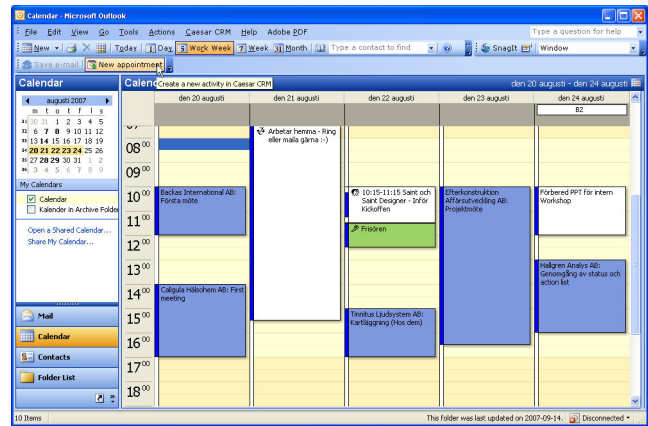 Calendar - Microsoft Outlook
File Edit View Go Tools Actions Caesar CRM Help Adobe PDF Type a question for help
New Today Day 5 Work Week 7 Week 31 Month Type a contact to find SnagIt Window
Save e-mail New appointment
Create a new activity in Caesar CRM
Calendar
Calen den 20 augusti - den 24 augusti
augusti 2007
m t o t f l s
31 30 31 1 2 3 4 5
32 6 7 8 9 10 11 12
33 13 14 15 16 17 18 19
34 20 21 22 23 24 25 26
35 27 28 29 30 31 1 2
36 3 4 5 6 7 8 9
My Calendars
Calendar
Kalender in Archive Folde
Open a Shared Calendar...
Share My Calendar...
Mail
Calendar
Contacts
Folder List
den 20 augusti den 21 augusti den 22 augusti den 23 augusti den 24 augusti
B2
08 00
09 00
10 00
11 00
12 00
13 00
14 00
15 00
16 00
17 00
18 00
Backas International AB:
Första möte
Caligula Hälsohem AB: First
meeting
Arbetar hemma - Ring
eller maila gärna :-)
10:15-11:15 Saint och
Saint Designer - Inför
Kickoffen
Frisören
Tinnitus Ljudsystem AB:
Kartläggning (Hos dem)
Efterkonstruktion
Affärsutveckling AB:
Projektmöte
Förbered PPT för intern
Workshop
Hallgren Analys AB:
Genomgång av status och
action list
10 Items This folder was last updated on 2007-09-14. Disconnected